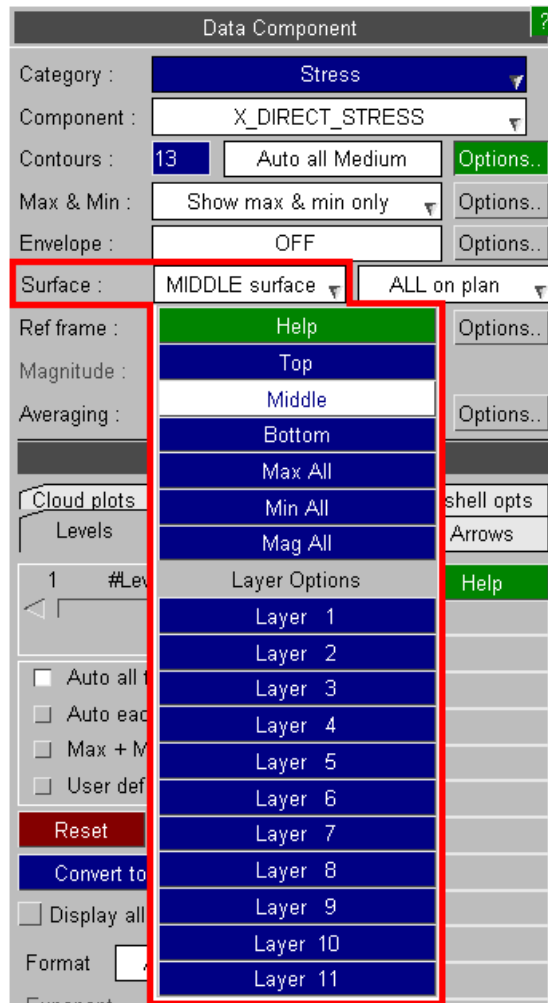 Data Component ?
Category : Stress
Component : X_DIRECT_STRESS
Contours : 13 Auto all Medium Options..
Max & Min : Show max & min only Options..
Envelope : OFF Options..
Surface : MIDDLE surface ALL on plan
Ref frame : Help Options..
Magnitude : Top
Averaging : Middle Options..
Bottom
Max All
Cloud plots Min All shell opts
Levels Mag All Arrows
1 #Lev Layer Options Help
Layer 1
Layer 2
Auto all Layer 3
Auto eac Layer 4
Max + M Layer 5
User def Layer 6
Reset Layer 7
Convert to Layer 8
Display all Layer 9
Format Layer 10
Layer 11